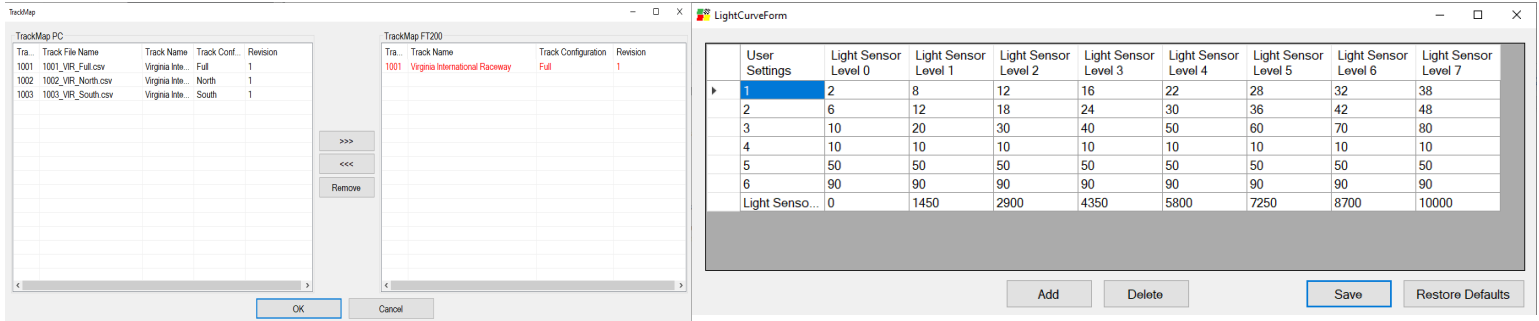 TrackMap
TrackMap PC
Tra... Track File Name Track Name Track Conf... Revision
1001 1001_VIR_Full.csv Virginia Inte... Full 1
1002 1002_VIR_North.csv Virginia Inte... North 1
1003 1003_VIR_South.csv Virginia Inte... South 1
>>>
<<<
Remove
TrackMap FT200
Tra... Track Name Track Configuration Revision
1001 Virginia International Raceway Full 1
OK Cancel
LightCurveForm
User Settings Light Sensor Level 0 Light Sensor Level 1 Light Sensor Level 2 Light Sensor Level 3 Light Sensor Level 4 Light Sensor Level 5 Light Sensor Level 6 Light Sensor Level 7
1 2 8 12 16 22 28 32 38
2 6 12 18 24 30 36 42 48
3 10 20 30 40 50 60 70 80
4 10 10 10 10 10 10 10 10
5 50 50 50 50 50 50 50 50
6 90 90 90 90 90 90 90 90
Light Senso... 0 1450 2900 4350 5800 7250 8700 10000
Add Delete Save Restore Defaults